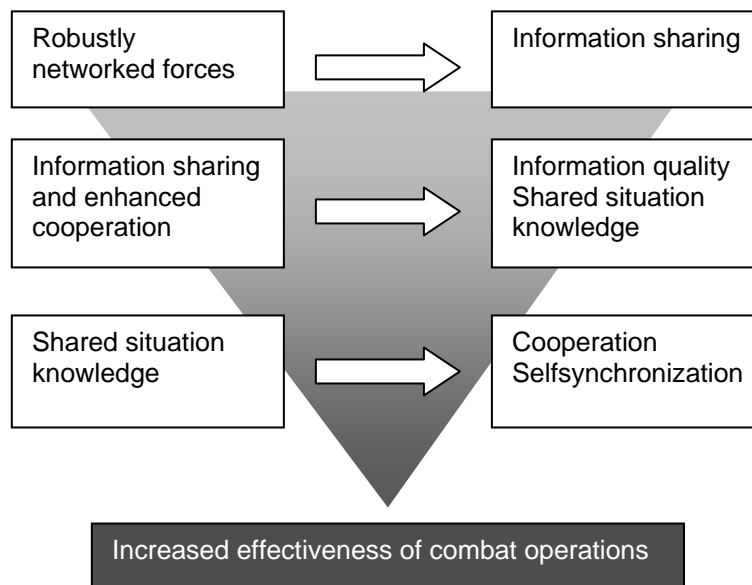 Robustly
networked forces
Information sharing
Information sharing
and enhanced
cooperation
Information quality
Shared situation
knowledge
Shared situation
knowledge
Cooperation
Selfsynchronization
Increased effectiveness of combat operations